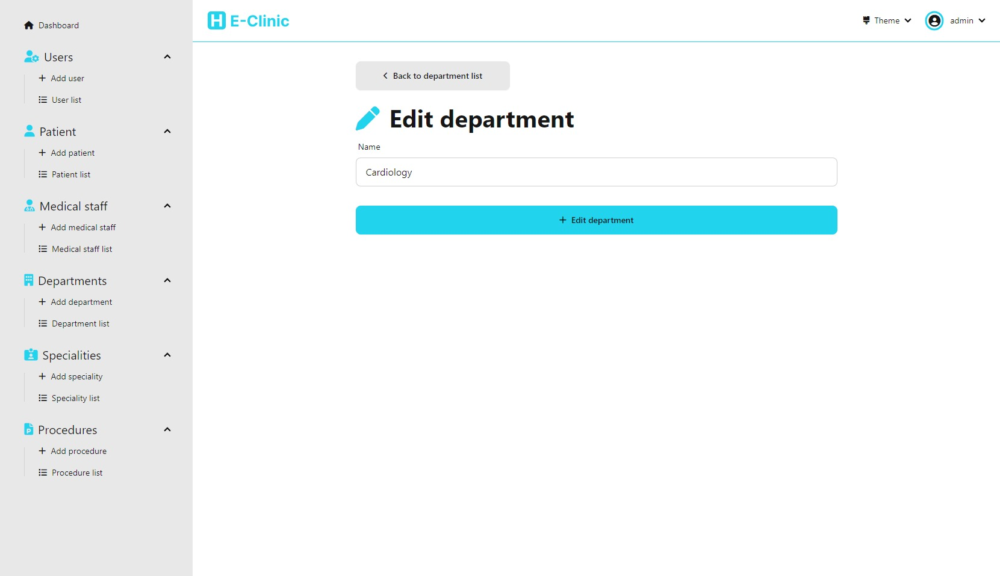 Dashboard
Users
Add user
User list
Patient
Add patient
Patient list
Medical staff
Add medical staff
Medical staff list
Departments
Add department
Department list
Specialities
Add speciality
Speciality list
Procedures
Add procedure
Procedure list
H E-Clinic
Theme
admin
Back to department list
Edit department
Name
Cardiology
Edit department